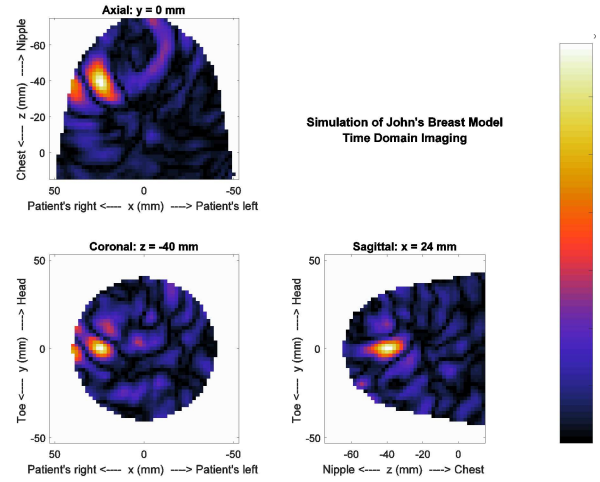 Axial: y = 0 mm
Chest <---- z (mm) ----> Nipple
-60
-40
-20
0
50
0
-50
Patient's right <---- x (mm) ----> Patient's left
Simulation of John's Breast Model
Time Domain Imaging
Coronal: z = -40 mm
Toe <---- y (mm) ----> Head
50
0
-50
50
0
-50
Patient's right <---- x (mm) ----> Patient's left
Sagittal: x = 24 mm
Toe <---- y (mm) ----> Head
50
0
-50
-60
-40
-20
0
Nipple <---- z (mm) ----> Chest